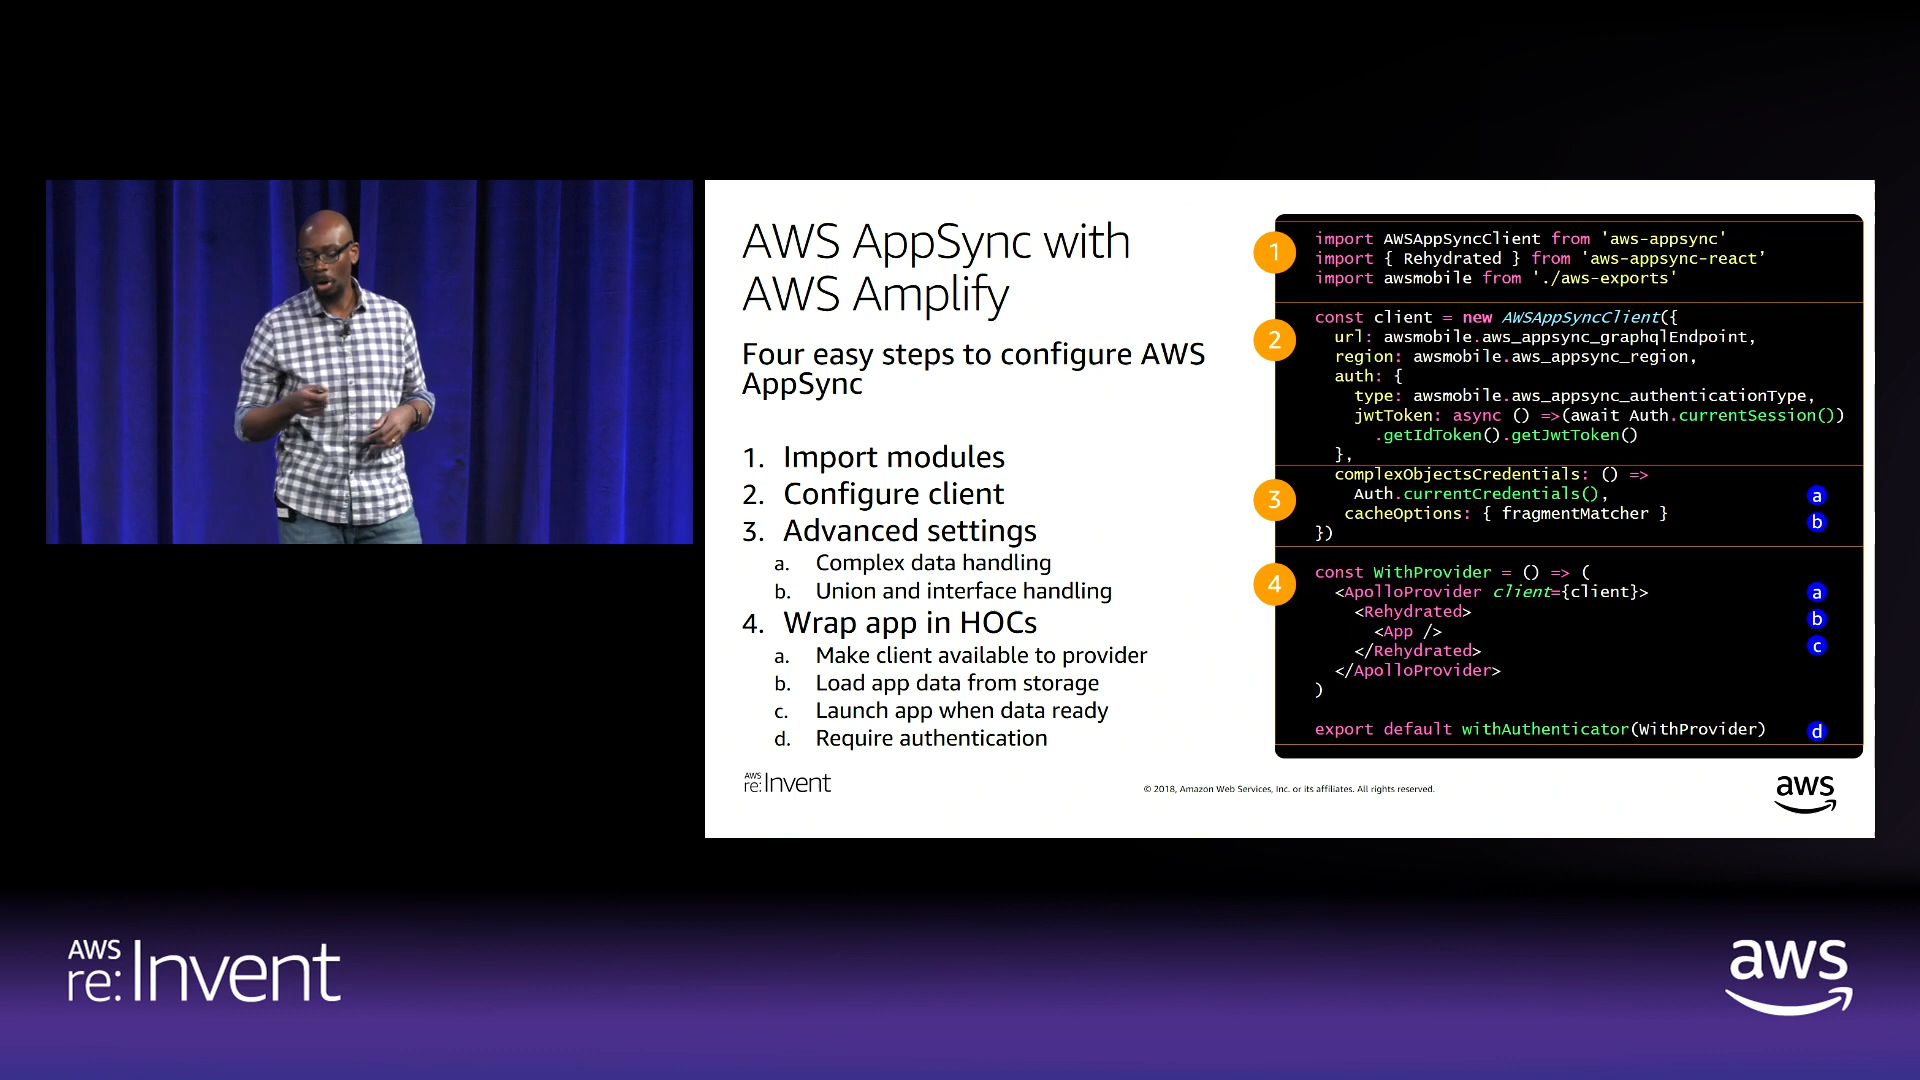 AWS AppSync with
AWS Amplify
Four easy steps to configure AWS
AppSync
1. Import modules
2. Configure client
3. Advanced settings
a. Complex data handling
b. Union and interface handling
4. Wrap app in HOCs
a. Make client available to provider
b. Load app data from storage
c. Launch app when data ready
d. Require authentication
1
import AWSAppSyncClient from 'aws-appsync'
import { Rehydrated } from 'aws-appsync-react’
import awsmobile from './aws-exports'
2
const client = new AWSAppSyncClient({
url: awsmobile.aws_appsync_graphqlEndpoint,
region: awsmobile.aws_appsync_region,
auth: {
type: awsmobile.aws_appsync_authenticationType,
jwtToken: async () =>(await Auth.currentSession())
.getIdToken().getJwtToken()
},
3
complexObjectsCredentials: () =>
Auth.currentCredentials(),
a
cacheOptions: { fragmentMatcher }
b
})
4
const WithProvider = () => (
<ApolloProvider client={client}>
a
<Rehydrated>
b
<App />
c
</Rehydrated>
</ApolloProvider>
)
export default withAuthenticator(WithProvider)
d
AWS
re:Invent
© 2018, Amazon Web Services, Inc. or its affiliates. All rights reserved.
aws
AWS
re:Invent
aws